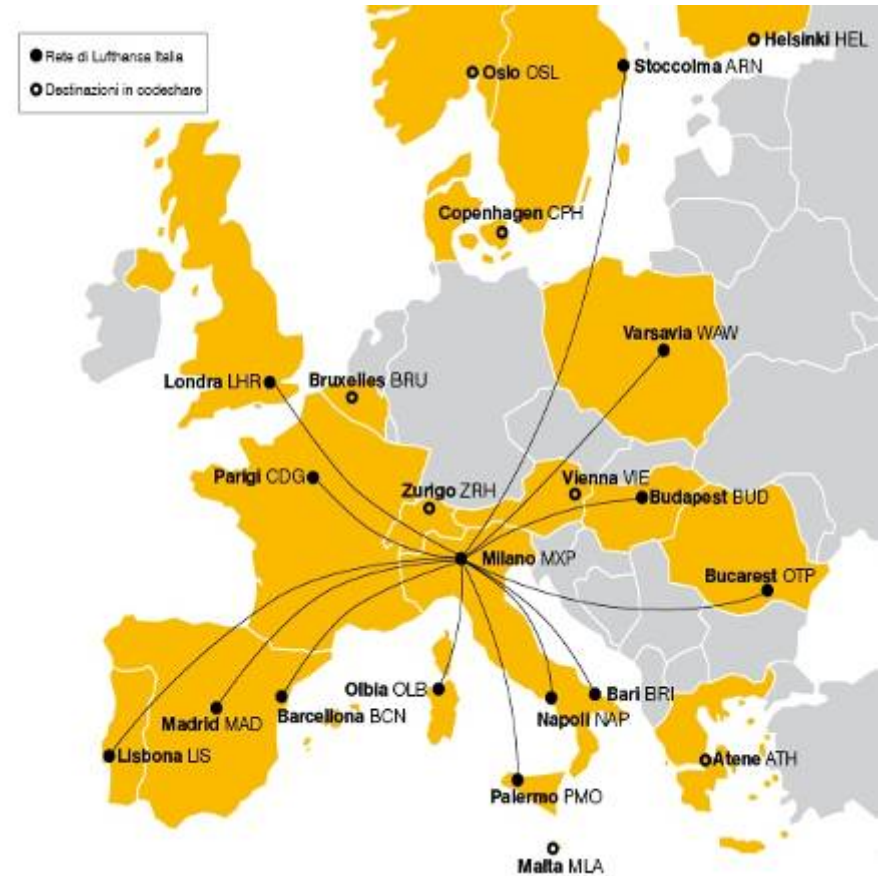 Rete di Lufthansa Italia
Destinazioni in codeshare
Helsinki HEL
Oslo OSL
Stoccolma ARN
Copenhagen CPH
Varsavia WAW
Londra LHR
Bruxelles BRU
Parigi CDG
Zurigo ZRH
Vienna VIE
Budapest BUD
Milano MXP
Bucarest OTP
Olbia OLB
Bari BRI
Madrid MAD
Barcellona BCN
Napoli NAP
Lisbona LIS
Atene ATH
Palermo PMO
Malta MLA